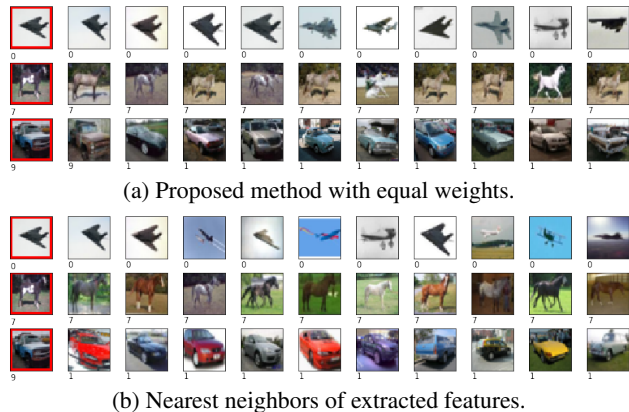 0 0 0 0 0 0 0 0 0 0 0
7 7 7 7 7 7 7 7 7 7 7
9 9 1 1 1 1 1 1 1 1 1
(a) Proposed method with equal weights.
0 0 0 0 0 0 0 0 0 0 0
7 7 7 7 7 7 7 7 7 7 7
9 1 1 1 1 1 1 1 1 1 1
(b) Nearest neighbors of extracted features.